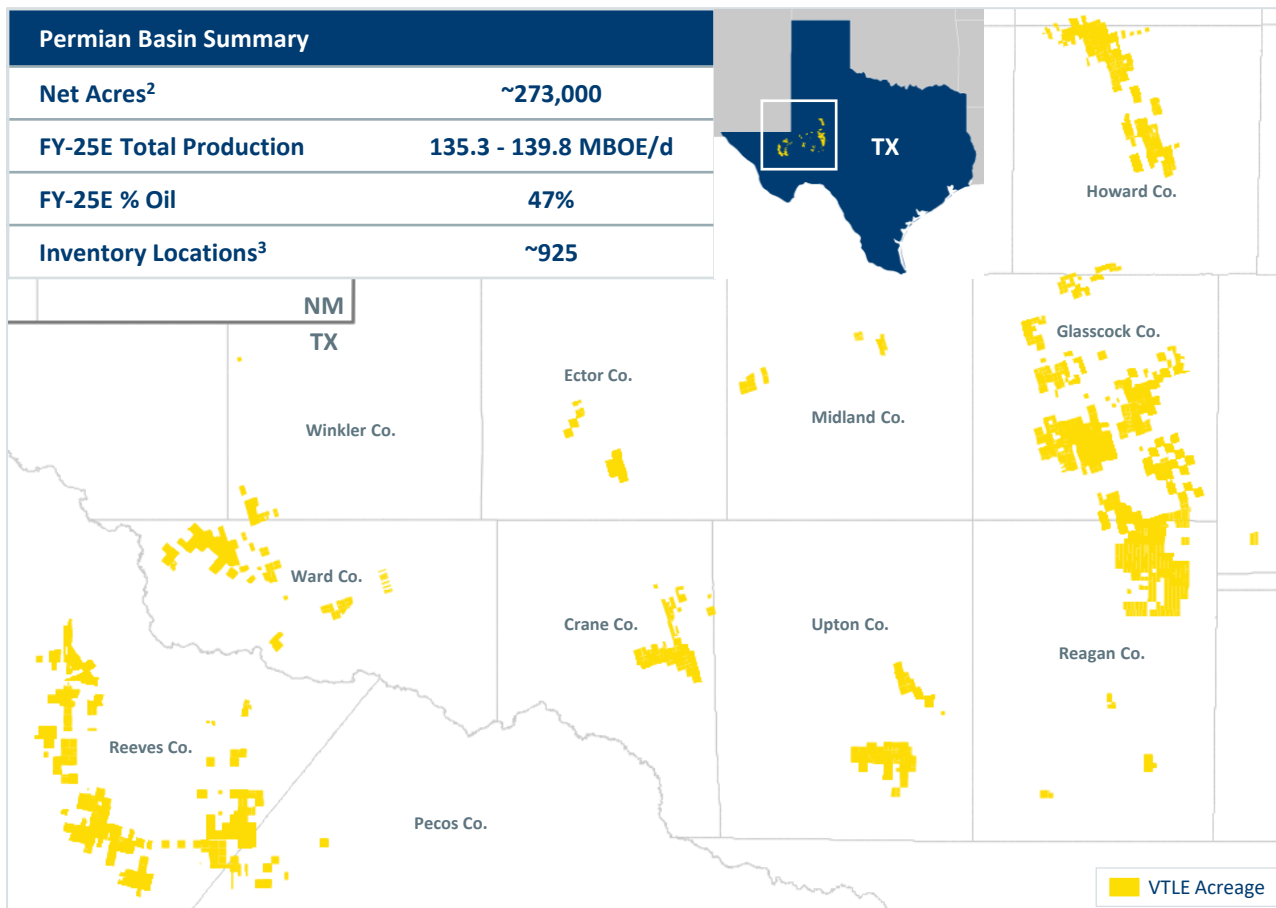 Permian Basin Summary
Net Acres² ~273,000
FY-25E Total Production 135.3 - 139.8 MBOE/d
FY-25E % Oil 47%
Inventory Locations³ ~925
TX
Howard Co.
NM
TX
Glasscock Co.
Ector Co.
Midland Co.
Winkler Co.
Ward Co.
Crane Co.
Upton Co.
Reagan Co.
Reeves Co.
Pecos Co.
VTLE Acreage